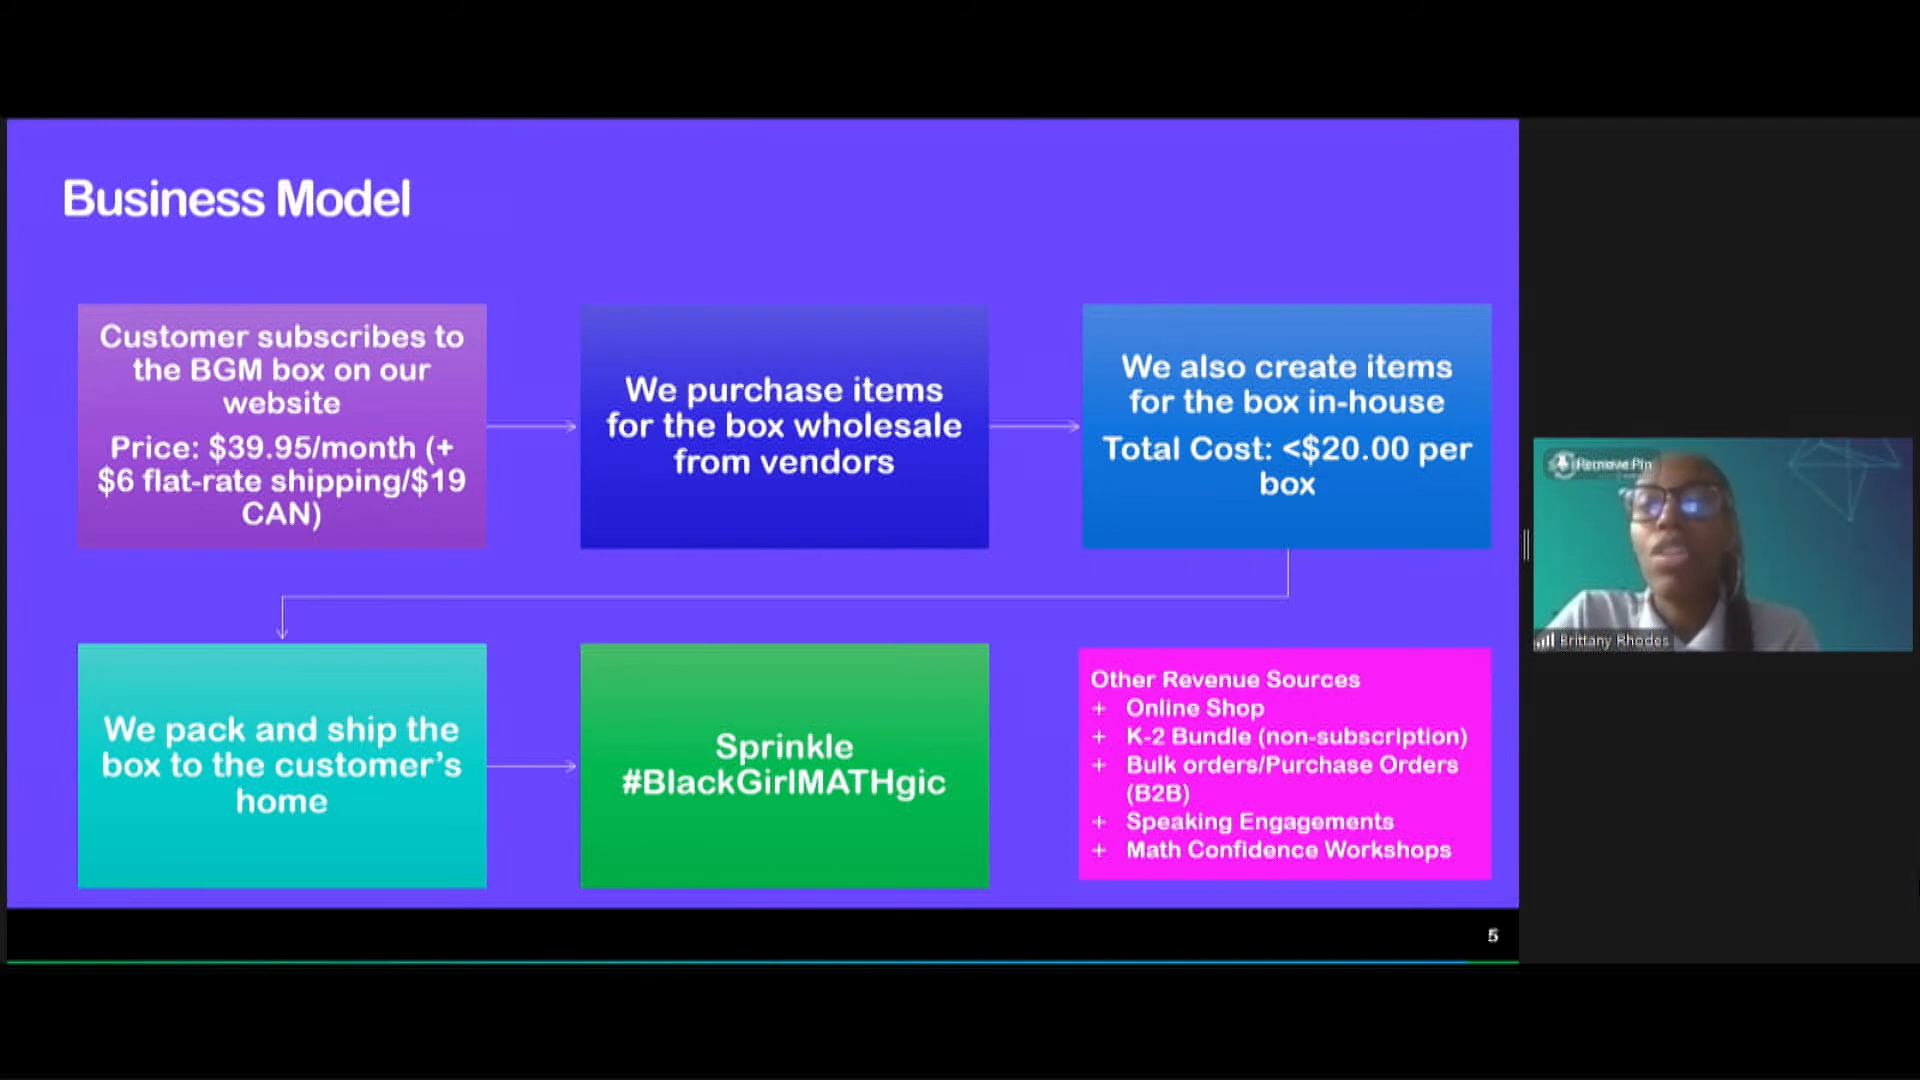 Business Model
Customer subscribes to
the BGM box on our
website
Price: $39.95/month (+
$6 flat-rate shipping/$19
CAN)
We purchase items
for the box wholesale
from vendors
We also create items
for the box in-house
Total Cost: <$20.00 per
box
We pack and ship the
box to the customer's
home
Sprinkle
#BlackGirlMATHgic
Other Revenue Sources
+ Online Shop
+ K-2 Bundle (non-subscription)
+ Bulk orders/Purchase Orders
(B2B)
+ Speaking Engagements
+ Math Confidence Workshops
5
Remove Pin
Brittany Rhodes